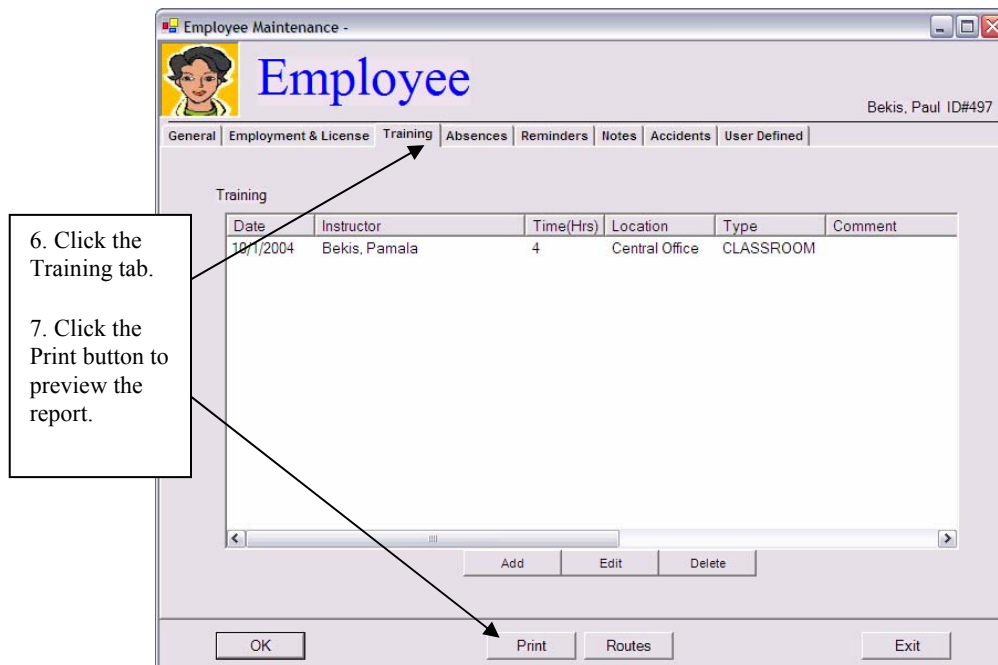 Employee Maintenance -
Employee
Bekis, Paul ID#497
General Employment & License Training Absences Reminders Notes Accidents User Defined
Training
Date Instructor Time(Hrs) Location Type Comment
10/1/2004 Bekis, Pamala 4 Central Office CLASSROOM
6. Click the
Training tab.
7. Click the
Print button to
preview the
report.
Add Edit Delete
OK Print Routes Exit